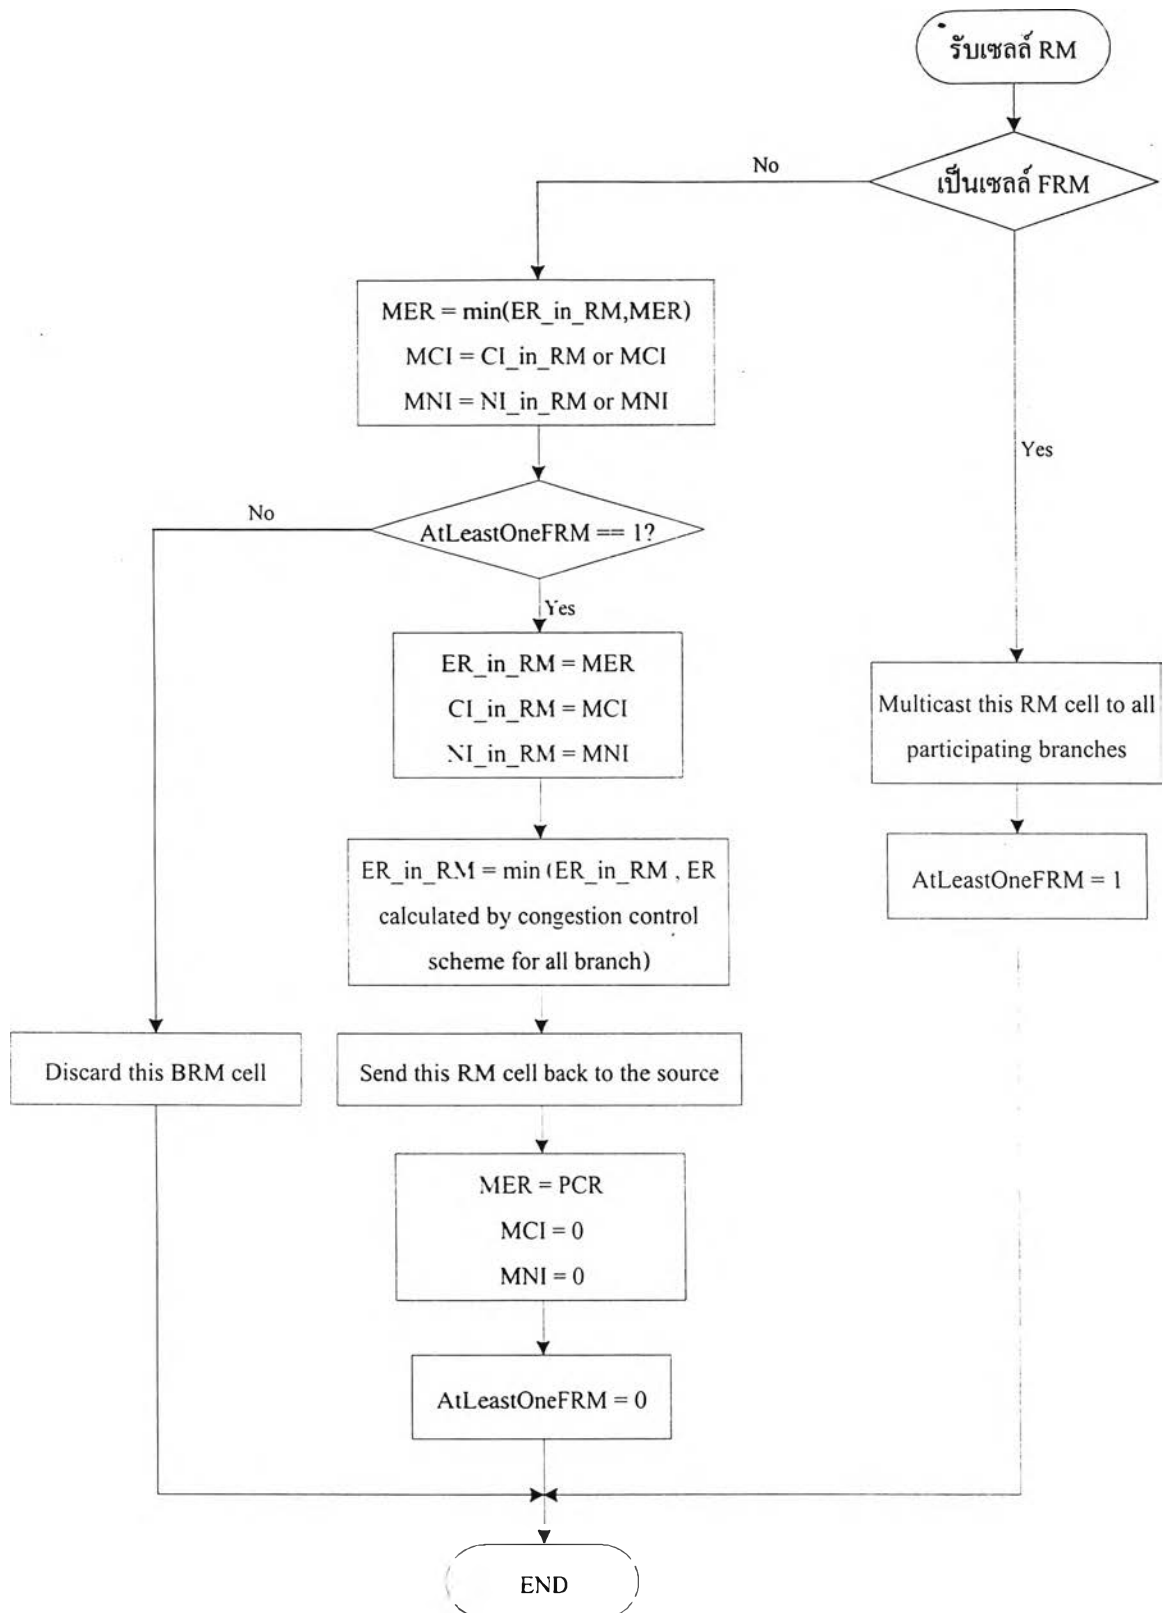 รับเซลล์ RM
เป็นเซลล์ FRM
No
MER = min(ER_in_RM,MER)
MCI = CI_in_RM or MCI
MNI = NI_in_RM or MNI
Yes
No
AtLeastOneFRM == 1?
Yes
ER_in_RM = MER
CI_in_RM = MCI
NI_in_RM = MNI
Multicast this RM cell to all
participating branches
ER_in_RM = min (ER_in_RM , ER
calculated by congestion control
scheme for all branch)
AtLeastOneFRM = 1
Discard this BRM cell
Send this RM cell back to the source
MER = PCR
MCI = 0
MNI = 0
AtLeastOneFRM = 0
END